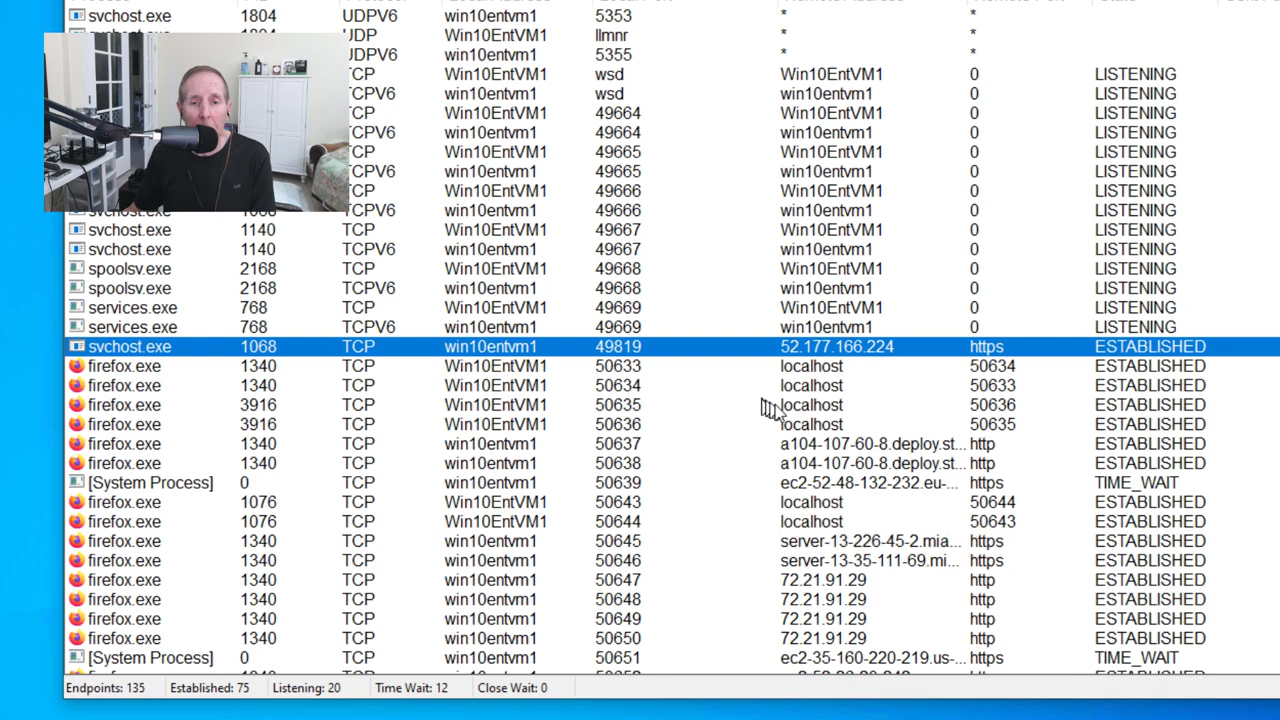 svchost.exe 1804 UDPV6 win10entvm1 5353 * *
UDP Win10EntVM1 llmnr * *
UDPV6 win10entvm1 5355 * *
TCP Win10EntVM1 wsd Win10EntVM1 0 LISTENING
TCPV6 win10entvm1 wsd win10entvm1 0 LISTENING
TCP Win10EntVM1 49664 Win10EntVM1 0 LISTENING
TCPV6 win10entvm1 49664 win10entvm1 0 LISTENING
TCP Win10EntVM1 49665 Win10EntVM1 0 LISTENING
TCPV6 win10entvm1 49665 win10entvm1 0 LISTENING
TCP Win10EntVM1 49666 Win10EntVM1 0 LISTENING
svchost.exe TCPV6 win10entvm1 49666 win10entvm1 0 LISTENING
svchost.exe 1140 TCP Win10EntVM1 49667 Win10EntVM1 0 LISTENING
svchost.exe 1140 TCPV6 win10entvm1 49667 win10entvm1 0 LISTENING
spoolsv.exe 2168 TCP Win10EntVM1 49668 Win10EntVM1 0 LISTENING
spoolsv.exe 2168 TCPV6 win10entvm1 49668 win10entvm1 0 LISTENING
services.exe 768 TCP Win10EntVM1 49669 Win10EntVM1 0 LISTENING
services.exe 768 TCPV6 win10entvm1 49669 win10entvm1 0 LISTENING
svchost.exe 1068 TCP win10entvm1 49819 52.177.166.224 https ESTABLISHED
firefox.exe 1340 TCP Win10EntVM1 50633 localhost 50634 ESTABLISHED
firefox.exe 1340 TCP Win10EntVM1 50634 localhost 50633 ESTABLISHED
firefox.exe 3916 TCP Win10EntVM1 50635 localhost 50636 ESTABLISHED
firefox.exe 3916 TCP Win10EntVM1 50636 localhost 50635 ESTABLISHED
firefox.exe 1340 TCP win10entvm1 50637 a104-107-60-8.deploy.st... http ESTABLISHED
firefox.exe 1340 TCP win10entvm1 50638 a104-107-60-8.deploy.st... http ESTABLISHED
[System Process] 0 TCP win10entvm1 50639 ec2-52-48-132-232.eu-... https TIME_WAIT
firefox.exe 1076 TCP Win10EntVM1 50643 localhost 50644 ESTABLISHED
firefox.exe 1076 TCP Win10EntVM1 50644 localhost 50643 ESTABLISHED
firefox.exe 1340 TCP win10entvm1 50645 server-13-226-45-2.mia... https ESTABLISHED
firefox.exe 1340 TCP win10entvm1 50646 server-13-35-111-69.mi... https ESTABLISHED
firefox.exe 1340 TCP win10entvm1 50647 72.21.91.29 http ESTABLISHED
firefox.exe 1340 TCP win10entvm1 50648 72.21.91.29 http ESTABLISHED
firefox.exe 1340 TCP win10entvm1 50649 72.21.91.29 http ESTABLISHED
firefox.exe 1340 TCP win10entvm1 50650 72.21.91.29 http ESTABLISHED
[System Process] 0 TCP win10entvm1 50651 ec2-35-160-220-219.us-... https TIME_WAIT
Endpoints: 135 Established: 75 Listening: 20 Time Wait: 12 Close Wait: 0